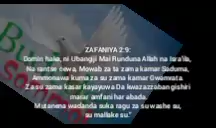 ZAFANIYA 2:9:
Domin haka, ni Ubangiji Mai Runduna Allah na Isra'ila,
Na rantse cewa, Mowab za ta zama kamar Saduma,
Ammonawa kuma za su zama kamar Gwamrata.
Za su zama kasar kayayuwa Da kwazazzaban gishiri
marar amfani har abada.
Mutanena wadanda suka ragu za su washe su,
su mallake su."